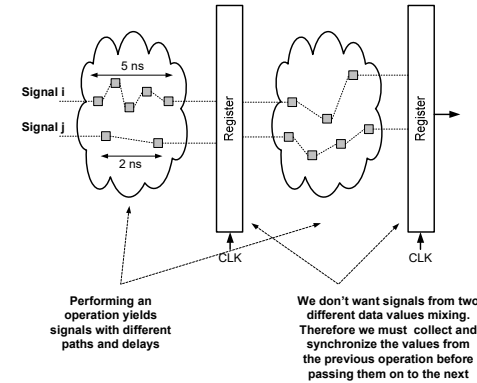 5 ns
Signal i
Signal j
2 ns
Register
Register
CLK
CLK
Performing an
operation yields
signals with different
paths and delays
We don't want signals from two
different data values mixing.
Therefore we must collect and
synchronize the values from
the previous operation before
passing them on to the next